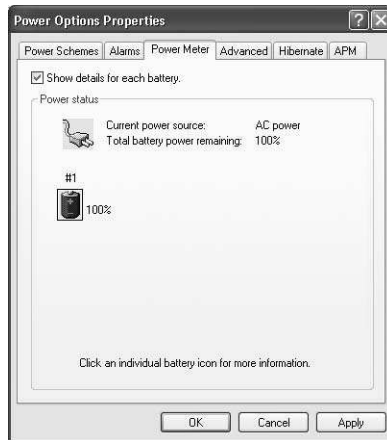 Power Options Properties
Power Schemes Alarms Power Meter Advanced Hibernate APM
Show details for each battery.
Power status
Current power source: AC power
Total battery power remaining: 100%
#1
100%
Click an individual battery icon for more information.
OK Cancel Apply